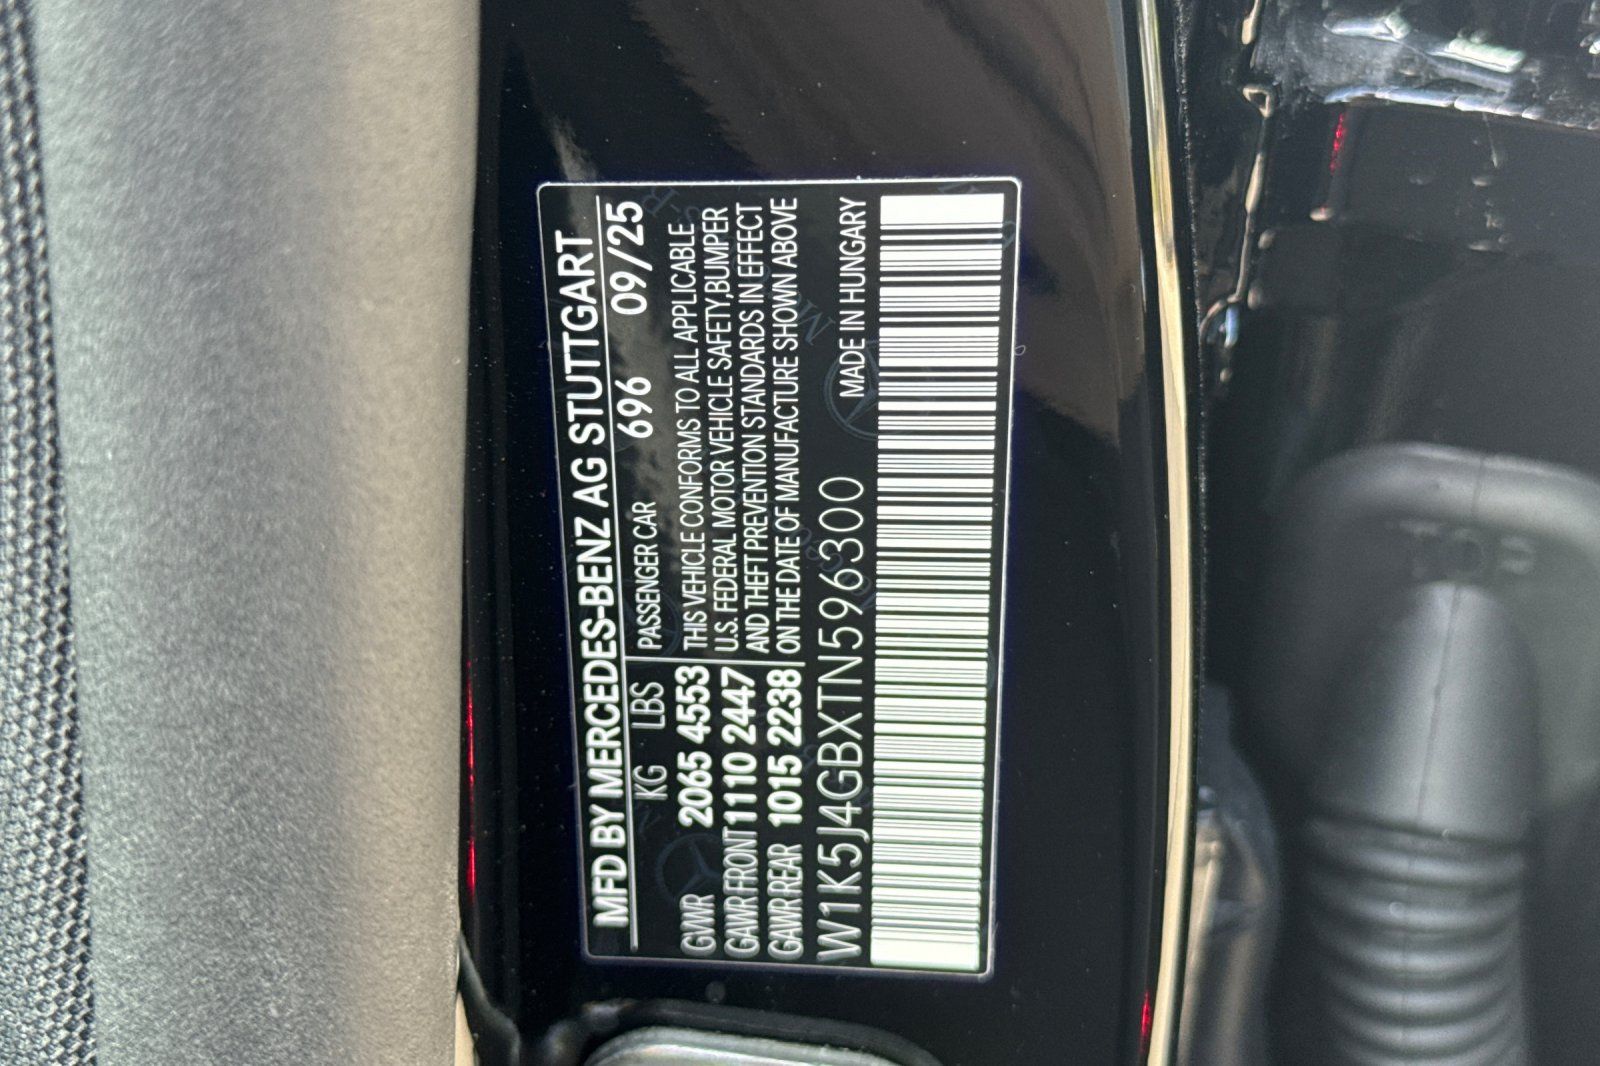 MFD BY MERCEDES-BENZ AG STUTTGART
KG LBS PASSENGER CAR 696 09/25
GVWR 2065 4553 THIS VEHICLE CONFORMS TO ALL APPLICABLE
GAWR FRONT 1110 2447 U.S. FEDERAL MOTOR VEHICLE SAFETY,BUMPER
AND THEFT PREVENTION STANDARDS IN EFFECT
GAWR REAR 1015 2238 ON THE DATE OF MANUFACTURE SHOWN ABOVE
W1K5J4GBXTN596300 MADE IN HUNGARY
TOP